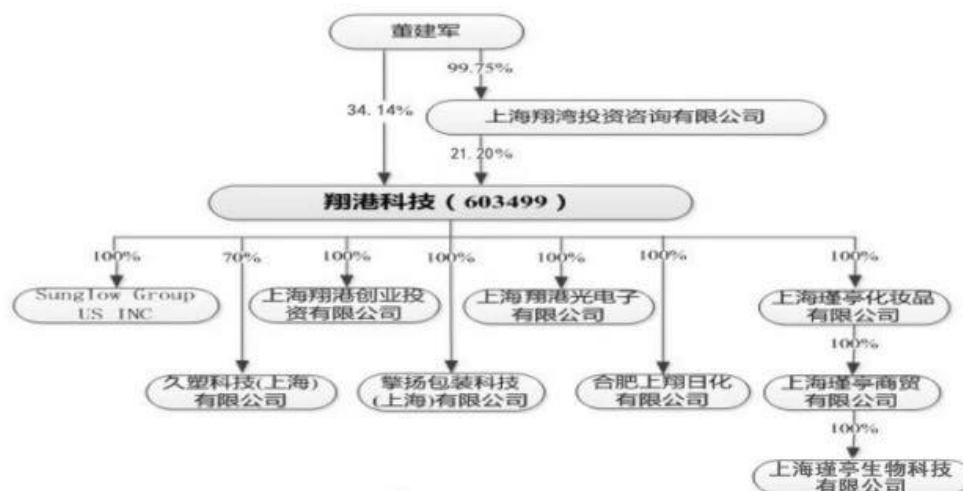 董建军
99.75%
34.14%
上海翔湾投资咨询有限公司
21.20%
翔港科技（603499）
100%
70%
100%
100%
100%
100%
100%
Sunglow Group
US INC
上海翔港创业投
资有限公司
上海翔港光电子
有限公司
上海瑾亭化妆品
有限公司
100%
久塑科技(上海)
有限公司
擎扬包装科技
(上海)有限公司
合肥上翔日化
有限公司
上海瑾亭商贸
有限公司
100%
上海瑾亭生物科技
有限公司